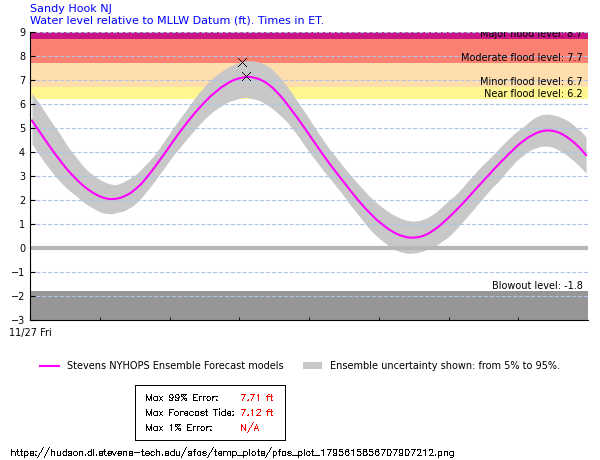 Sandy Hook NJ
Water level relative to MLLW Datum (ft). Times in ET.
9
Major flood level: 8.7
8
Moderate flood level: 7.7
7
Minor flood level: 6.7
Near flood level: 6.2
6
5
4
3
2
1
0
−1
Blowout level: -1.8
−2
−3
11/27 Fri
Stevens NYHOPS Ensemble Forecast models
Ensemble uncertainty shown: from 5% to 95%.
Max 99% Error: 7.71 ft
Max Forecast Tide: 7.12 ft
Max 1% Error: N/A
https://hudson.dl.stevens-tech.edu/sfas/temp_plots/pfas_plot_1795615656707907212.png